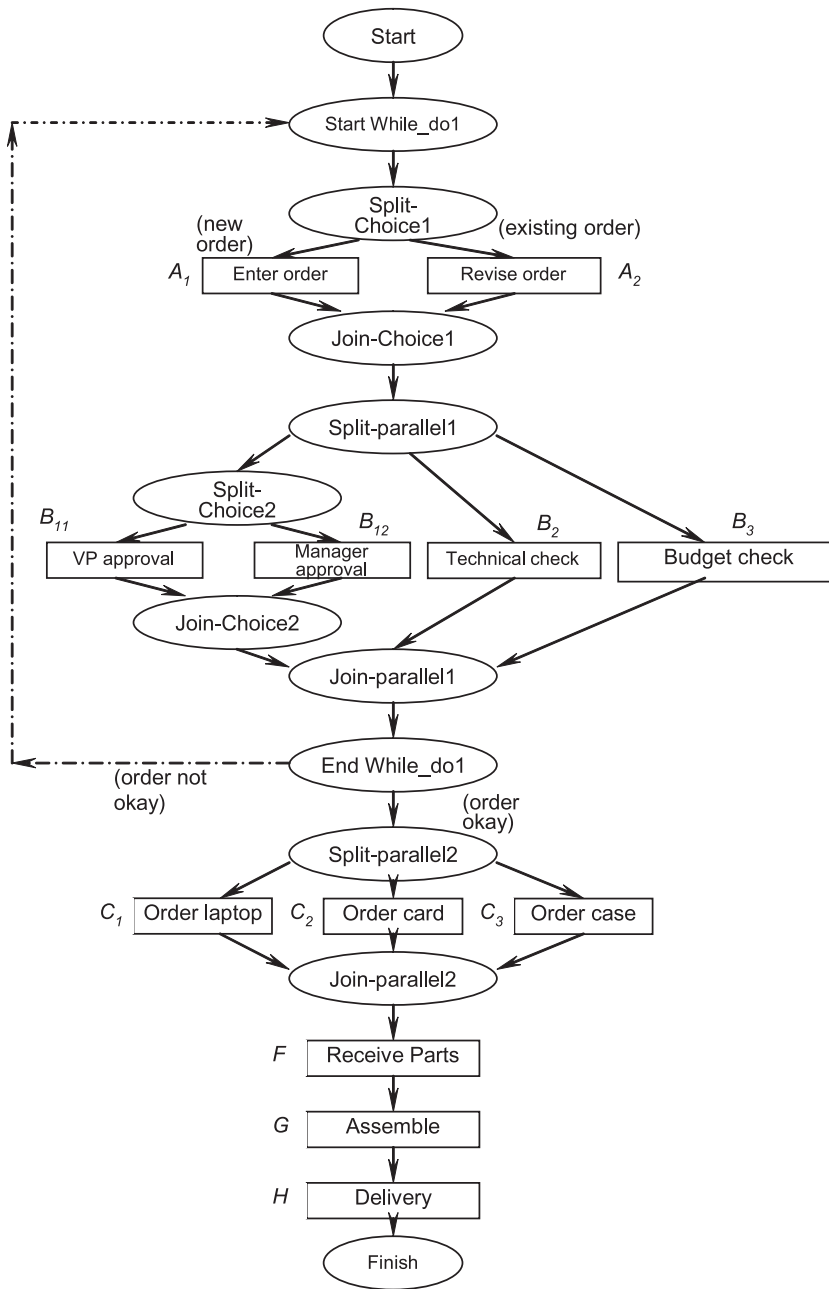 Start
Start While_do1
Split-
Choice1
(new
order)
(existing order)
A1
Enter order
Revise order
A2
Join-Choice1
Split-parallel1
Split-
Choice2
B11
B12
B2
B3
VP approval
Manager
approval
Technical check
Budget check
Join-Choice2
Join-parallel1
End While_do1
(order not
okay)
(order
okay)
Split-parallel2
C1
Order laptop
C2
Order card
C3
Order case
Join-parallel2
F
Receive Parts
G
Assemble
H
Delivery
Finish